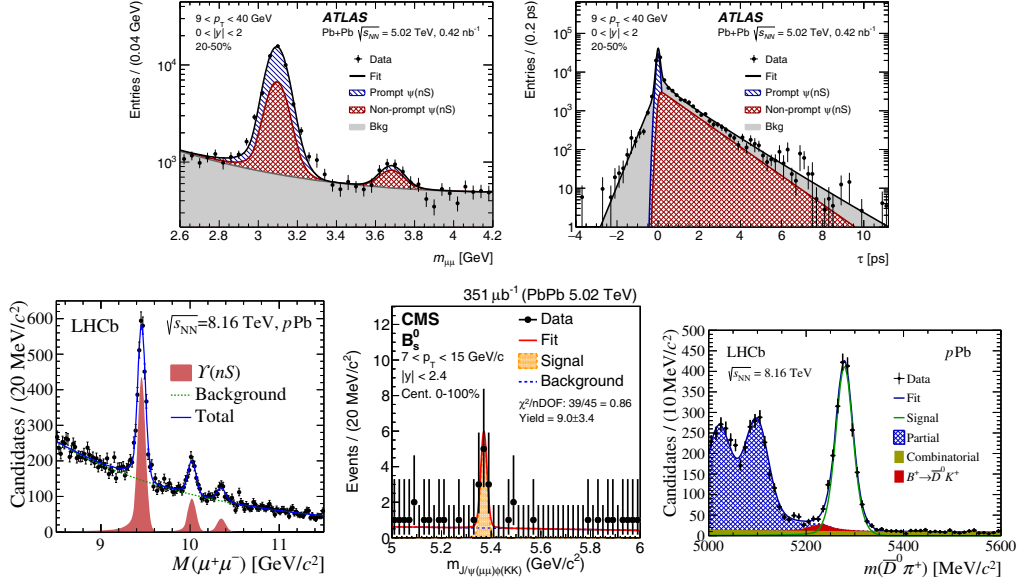 9 < p_T < 40 GeV
0 < |y| < 2
20-50%
ATLAS
Pb+Pb √s_NN = 5.02 TeV, 0.42 nb⁻¹
Data
Fit
Prompt ψ(nS)
Non-prompt ψ(nS)
Bkg
Entries / (0.04 GeV)
10⁴
10³
2.6 2.8 3.0 3.2 3.4 3.6 3.8 4.0 4.2
m_μμ [GeV]
9 < p_T < 40 GeV
0 < |y| < 2
20-50%
ATLAS
Pb+Pb √s_NN = 5.02 TeV, 0.42 nb⁻¹
Data
Fit
Prompt ψ(nS)
Non-prompt ψ(nS)
Bkg
Entries / (0.2 ps)
10⁵
10⁴
10³
10²
10
1
−4 −2 0 2 4 6 8 10
τ [ps]
LHCb
√s_NN=8.16 TeV, pPb
ϒ(nS)
Background
Total
Candidates / (20 MeV/c²)
600
500
400
300
200
100
0
9 10 11
M(μ⁺μ⁻) [GeV/c²]
351 μb⁻¹ (PbPb 5.02 TeV)
CMS
B⁰_s
7 < p_T < 15 GeV/c
|y| < 2.4
Cent. 0-100%
Data
Fit
Signal
Background
χ²/nDOF: 39/45 = 0.86
Yield = 9.0±3.4
Events / (20 MeV/c²)
12
10
8
6
4
2
0
5 5.2 5.4 5.6 5.8 6
m_J/ψ(μμ)φ(KK) (GeV/c²)
LHCb
√s_NN = 8.16 TeV
pPb
Data
Fit
Signal
Partial
Combinatorial
B⁺→D̄⁰K⁺
Candidates / (10 MeV/c²)
500
450
400
350
300
250
200
150
100
50
0
5000 5200 5400 5600
m(D̄⁰π⁺) [MeV/c²]